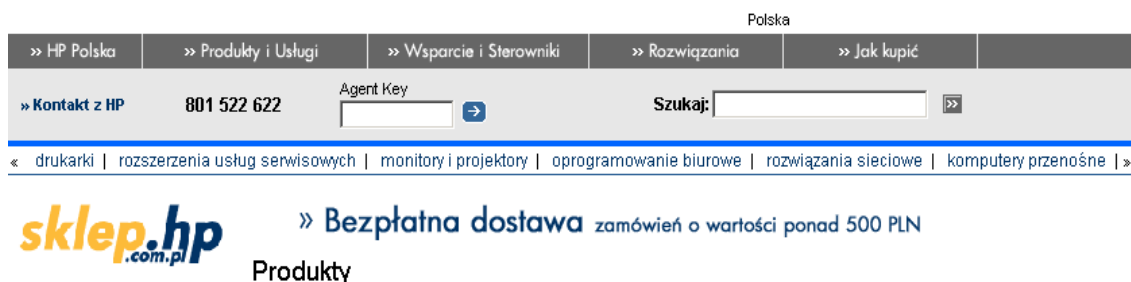 Polska
» HP Polska » Produkty i Usługi » Wsparcie i Sterowniki » Rozwiązania » Jak kupić
Agent Key
» Kontakt z HP 801 522 622 Szukaj: »
« drukarki | rozszerzenia usług serwisowych | monitory i projektory | oprogramowanie biurowe | rozwiązania sieciowe | komputery przenośne | »
sklep.hp.com.pl » Bezpłatna dostawa zamówień o wartości ponad 500 PLN
Produkty